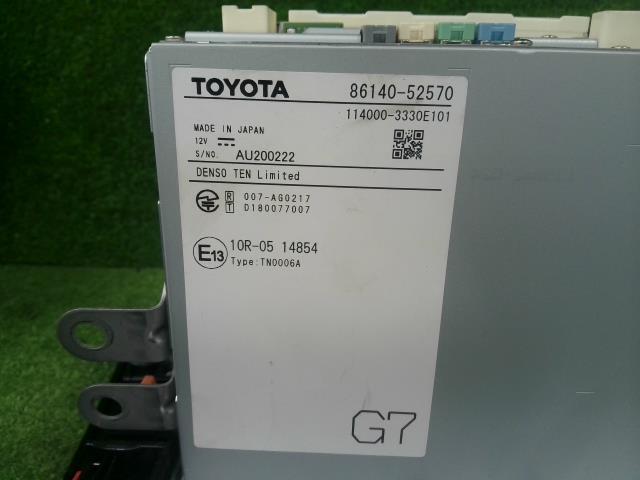 TOYOTA 86140-52570
114000-3330E101
MADE IN JAPAN
12V
S/NO. AU200222
DENSO TEN Limited
R 007-AG0217
T D180077007
E13 10R-05 14854
Type:TN0006A
G7